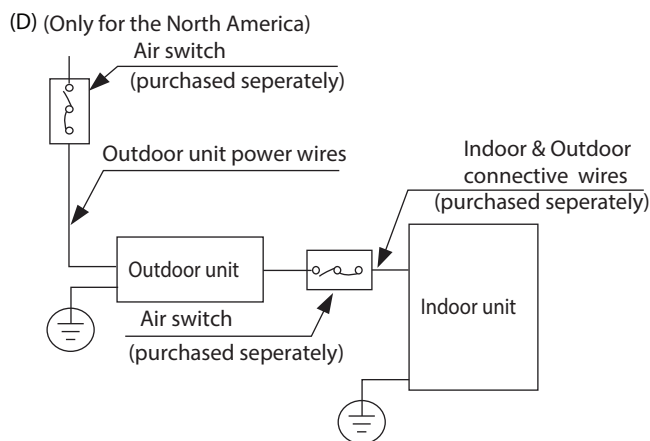 (D) (Only for the North America)
Air switch
(purchased seperately)
Outdoor unit power wires
Indoor & Outdoor
connective wires
(purchased seperately)
Outdoor unit
Indoor unit
Air switch
(purchased seperately)